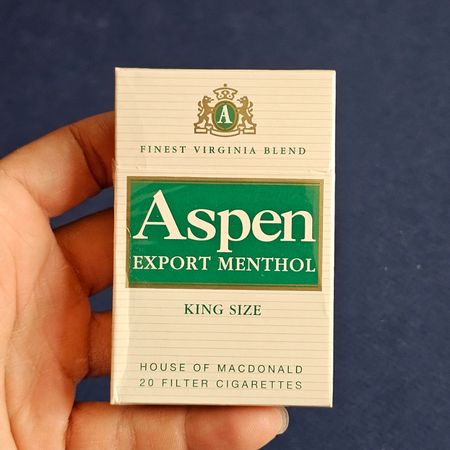 A
FINEST VIRGINIA BLEND
Aspen
EXPORT MENTHOL
KING SIZE
HOUSE OF MACDONALD
20 FILTER CIGARETTES